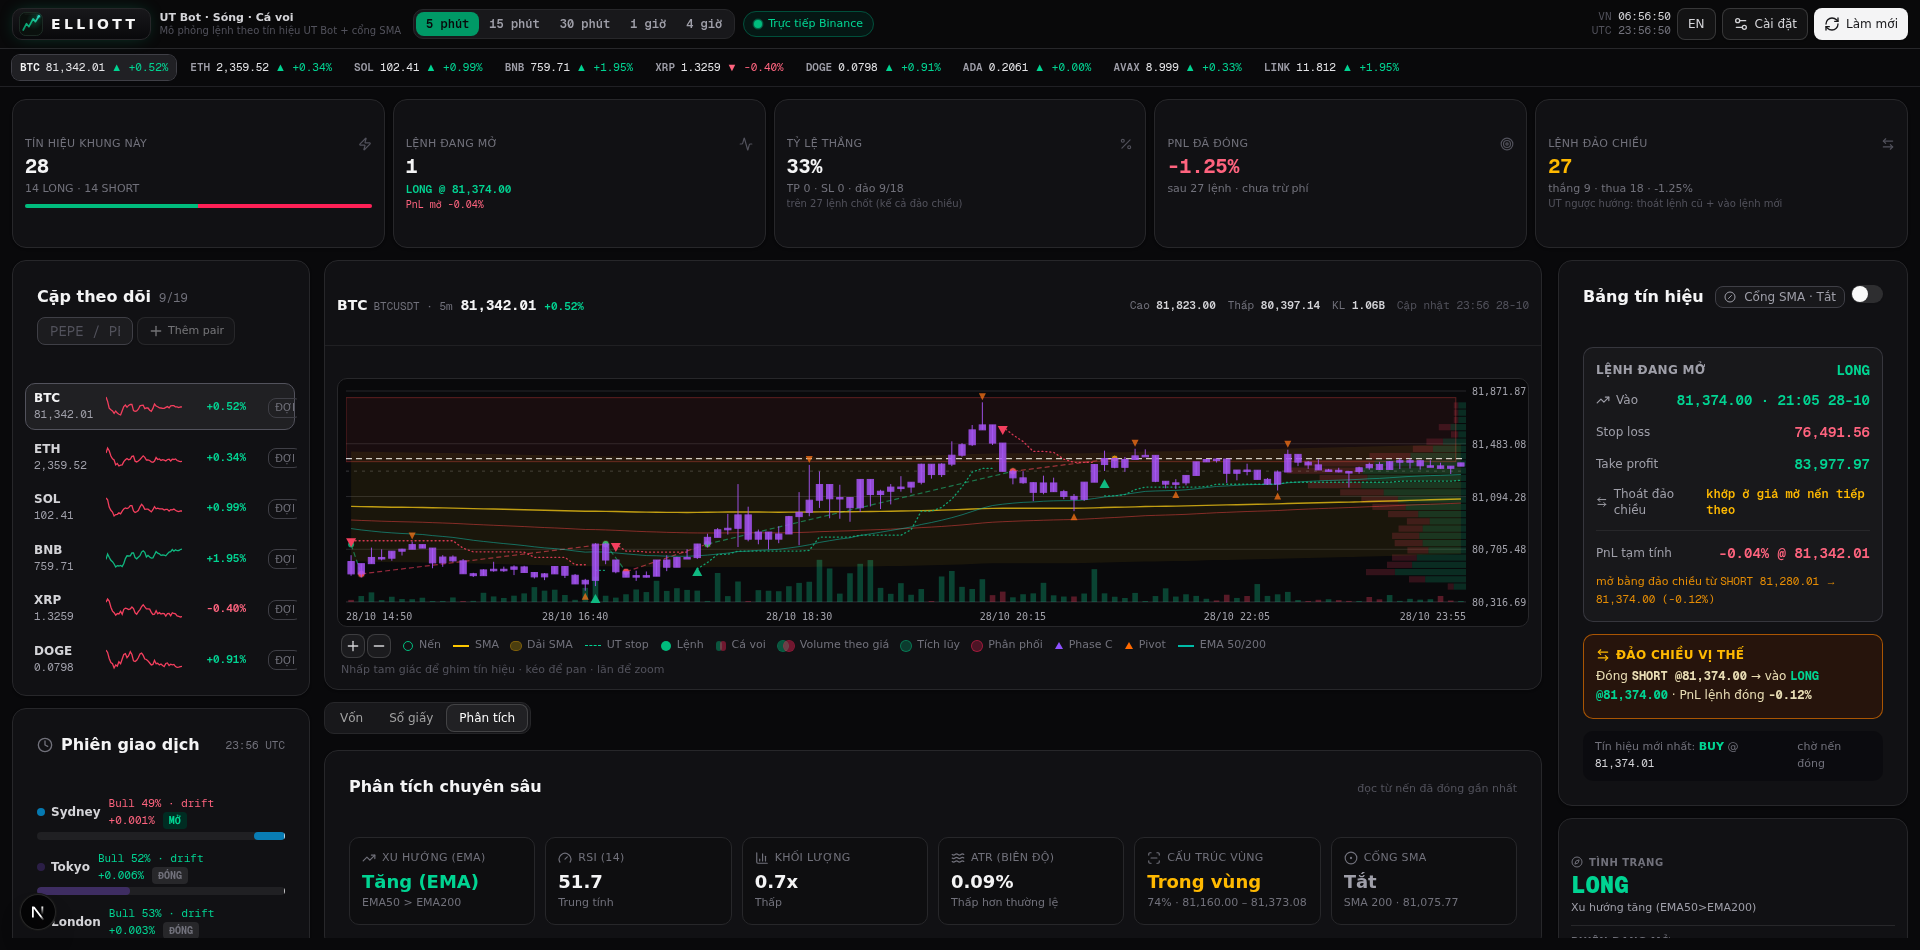 ELLIOTT
UT Bot · Sóng · Cá voi
Mô phỏng lệnh theo tín hiệu UT Bot + cổng SMA
5 phút 15 phút 30 phút 1 giờ 4 giờ
Trực tiếp Binance
VN 06:56:50
UTC 23:56:50
EN
Cài đặt
Làm mới
BTC 81,342.01 ▲ +0.52% ETH 2,359.52 ▲ +0.34% SOL 102.41 ▲ +0.99% BNB 759.71 ▲ +1.95% XRP 1.3259 ▼ -0.40% DOGE 0.0798 ▲ +0.91% ADA 0.2061 ▲ +0.00% AVAX 8.999 ▲ +0.33% LINK 11.812 ▲ +1.95%
TÍN HIỆU KHUNG NÀY
28
14 LONG · 14 SHORT
LỆNH ĐANG MỞ
1
LONG @ 81,374.00
PnL mở -0.04%
TỶ LỆ THẮNG
33%
TP 0 · SL 0 · đảo 9/18
trên 27 lệnh chốt (kể cả đảo chiều)
PNL ĐÃ ĐÓNG
-1.25%
sau 27 lệnh · chưa trừ phí
LỆNH ĐẢO CHIỀU
27
thắng 9 · thua 18 · -1.25%
UT ngược hướng: thoát lệnh cũ + vào lệnh mới
Cặp theo dõi 9/19
PEPE / PI
Thêm pair
BTC
81,342.01
+0.52%
ĐỢI
ETH
2,359.52
+0.34%
ĐỢI
SOL
102.41
+0.99%
ĐỢI
BNB
759.71
+1.95%
ĐỢI
XRP
1.3259
-0.40%
ĐỢI
DOGE
0.0798
+0.91%
ĐỢI
Phiên giao dịch 23:56 UTC
Sydney Bull 49% · drift
+0.001% MỞ
Tokyo Bull 52% · drift
+0.006% ĐÓNG
London Bull 53% · drift
+0.003% ĐÓNG
N
BTC BTCUSDT · 5m 81,342.01 +0.52%
Cao 81,823.00 Thấp 80,397.14 KL 1.06B Cập nhật 23:56 28-10
81,871.87
81,483.08
81,094.28
80,705.48
80,316.69
28/10 14:50 28/10 16:40 28/10 18:30 28/10 20:15 28/10 22:05 28/10 23:55
+ − Nến SMA Dải SMA UT stop Lệnh Cá voi Volume theo giá Tích lũy Phân phối Phase C Pivot EMA 50/200
Nhấp tam giác để ghim tín hiệu · kéo để pan · lăn để zoom
Vốn Sổ giấy Phân tích
Phân tích chuyên sâu
đọc từ nến đã đóng gần nhất
XU HƯỚNG (EMA)
Tăng (EMA)
EMA50 > EMA200
RSI (14)
51.7
Trung tính
KHỐI LƯỢNG
0.7x
Thấp
ATR (BIÊN ĐỘ)
0.09%
Thấp hơn thường lệ
CẤU TRÚC VÙNG
Trong vùng
74% · 81,160.00 – 81,373.08
CỔNG SMA
Tắt
SMA 200 · 81,075.77
Bảng tín hiệu
Cổng SMA · Tắt
LỆNH ĐANG MỞ LONG
Vào 81,374.00 · 21:05 28-10
Stop loss 76,491.56
Take profit 83,977.97
Thoát đảo chiều
khớp ở giá mở nến tiếp theo
PnL tạm tính -0.04% @ 81,342.01
mở bằng đảo chiều từ SHORT 81,280.01 →
81,374.00 (-0.12%)
ĐẢO CHIỀU VỊ THẾ
Đóng SHORT @81,374.00 → vào LONG
@81,374.00 · PnL lệnh đóng -0.12%
Tín hiệu mới nhất: BUY @
81,374.01
chờ nến
đóng
TÌNH TRẠNG
LONG
Xu hướng tăng (EMA50>EMA200)